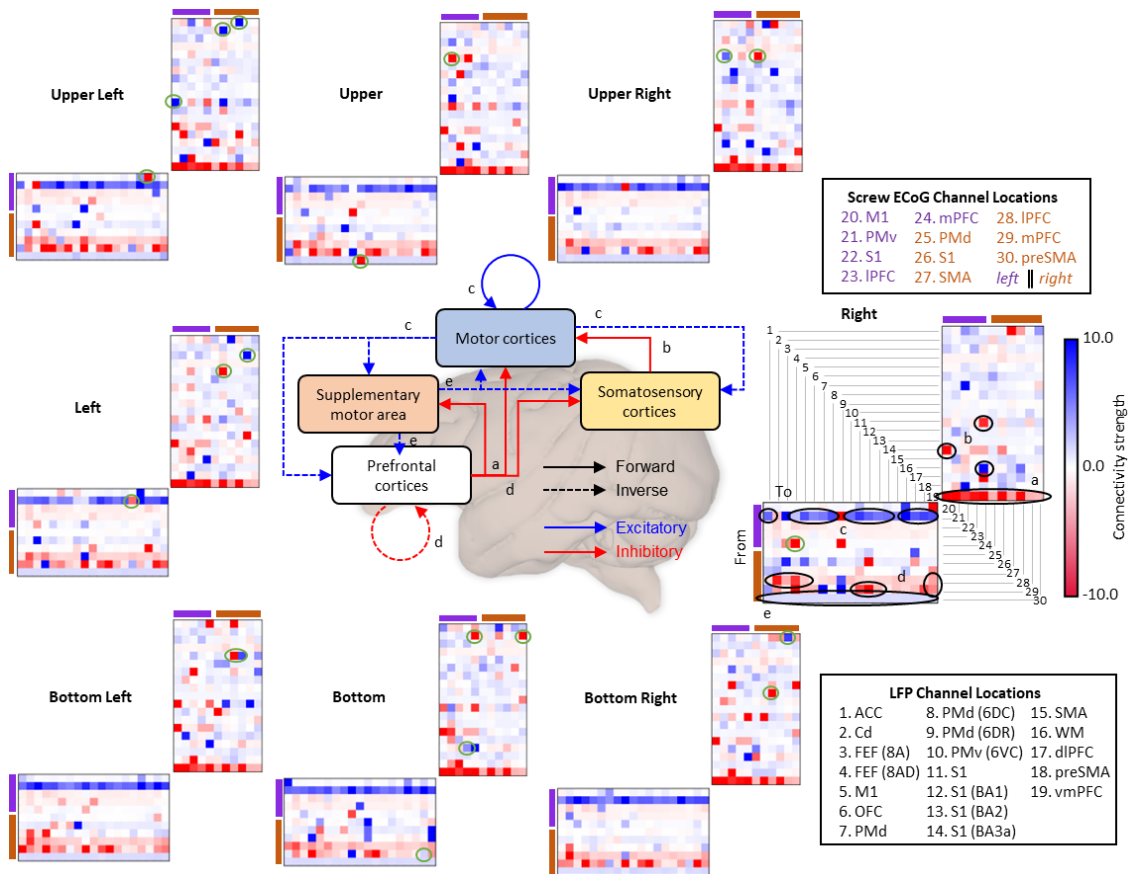 Upper Left
Upper
Upper Right
Screw ECoG Channel Locations
20. M1 24. mPFC 28. lPFC
21. PMv 25. PMd 29. mPFC
22. S1 26. S1 30. preSMA
23. lPFC 27. SMA left || right
Right
Left
c
c
Motor cortices
c
b
e
Supplementary motor area
Somatosensory cortices
e
Prefrontal cortices
a
d
d
Forward
Inverse
Excitatory
Inhibitory
1
2
3
4
5
6
7
8
9
10
11
12
13
14
15
16
17
18
19
20
21
22
23
24
25
26
27
28
29
30
To
From
a
b
c
d
e
10.0
0.0
-10.0
Connectivity strength
Bottom Left
Bottom
Bottom Right
LFP Channel Locations
1. ACC 8. PMd (6DC) 15. SMA
2. Cd 9. PMd (6DR) 16. WM
3. FEF (8A) 10. PMv (6VC) 17. dlPFC
4. FEF (8AD) 11. S1 18. preSMA
5. M1 12. S1 (BA1) 19. vmPFC
6. OFC 13. S1 (BA2)
7. PMd 14. S1 (BA3a)